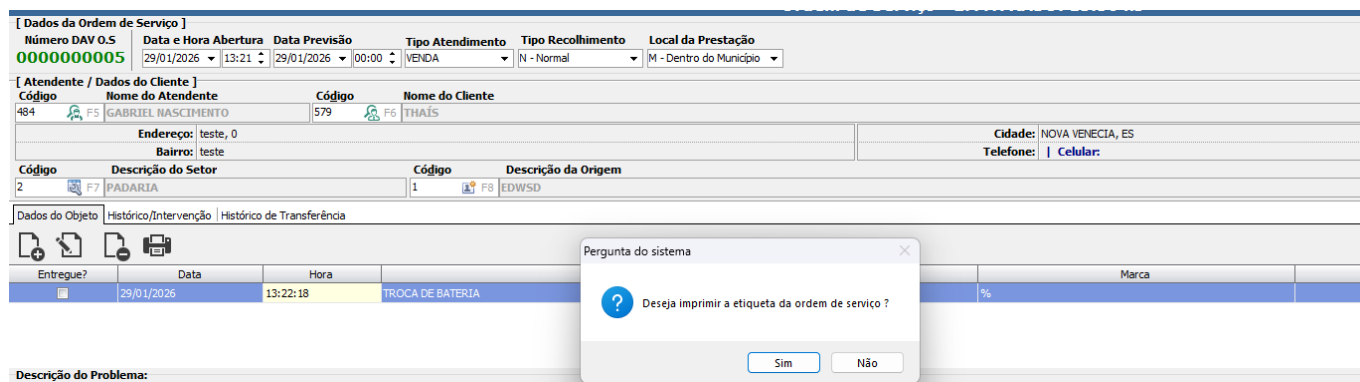 [ Dados da Ordem de Serviço ]
Número DAV O.S Data e Hora Abertura Data Previsão Tipo Atendimento Tipo Recolhimento Local da Prestação
0000000005 29/01/2026 13:21 29/01/2026 00:00 VENDA N - Normal M - Dentro do Município
[ Atendente / Dados do Cliente ]
Código Nome do Atendente Código Nome do Cliente
484 F5 GABRIEL NASCIMENTO 579 F6 THAÍS
Endereço: teste, 0 Cidade: NOVA VENECIA, ES
Bairro: teste Telefone: | Celular:
Código Descrição do Setor Código Descrição da Origem
2 F7 PADARIA 1 F8 EDWSD
Dados do Objeto Histórico/Intervenção Histórico de Transferência
Pergunta do sistema
Entregue? Data Hora Marca
29/01/2026 13:22:18 TROCA DE BATERIA %
Deseja imprimir a etiqueta da ordem de serviço ?
Sim Não
Descrição do Problema: